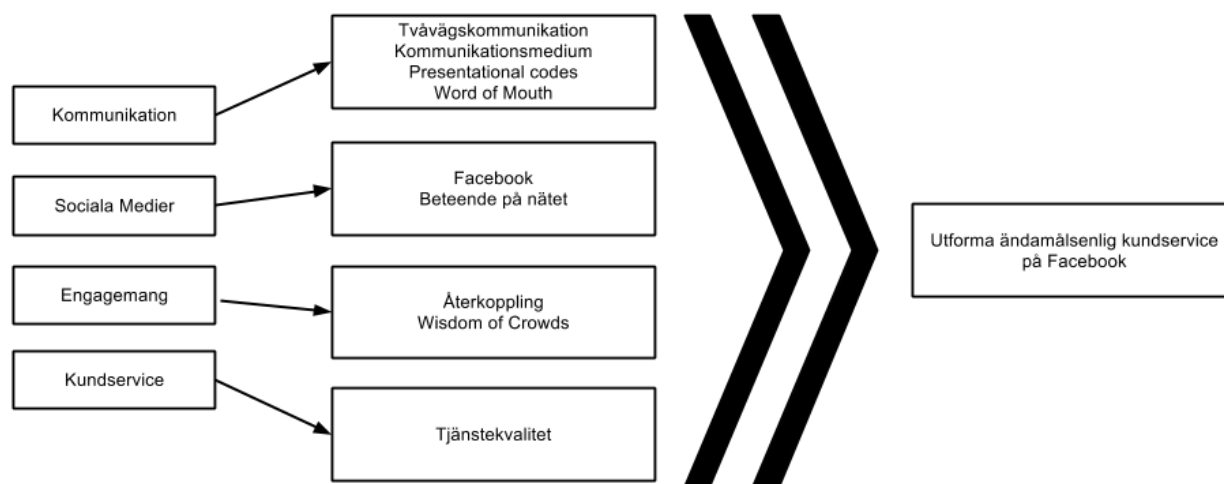 Kommunikation
Sociala Medier
Engagemang
Kundservice
Tvåvägskommunikation
Kommunikationsmedium
Presentational codes
Word of Mouth
Facebook
Beteende på nätet
Återkoppling
Wisdom of Crowds
Tjänstekvalitet
Utforma ändamålsenlig kundservice
på Facebook